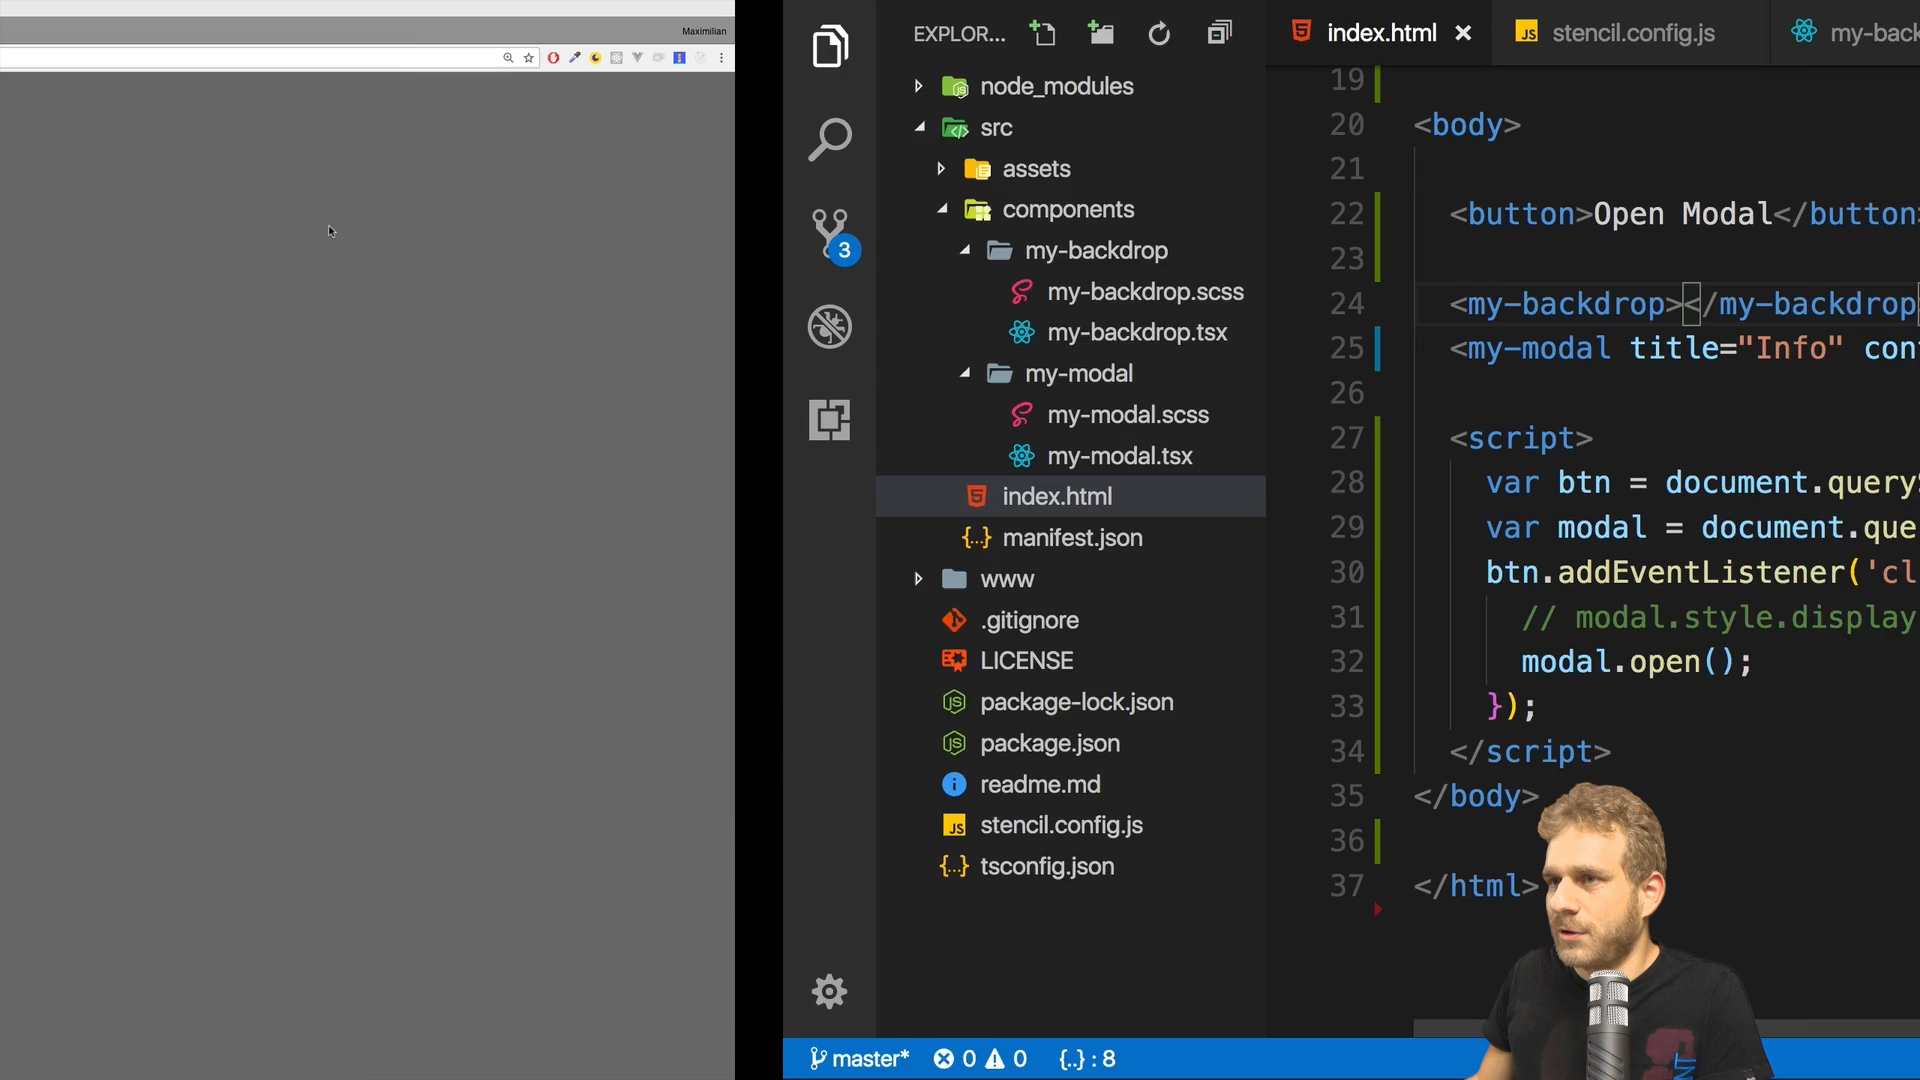 Maximilian
EXPLOR...
node_modules
src
assets
components
my-backdrop
my-backdrop.scss
my-backdrop.tsx
my-modal
my-modal.scss
my-modal.tsx
index.html
manifest.json
www
.gitignore
LICENSE
package-lock.json
package.json
readme.md
stencil.config.js
tsconfig.json
3
index.html
stencil.config.js
my-back
19
20 <body>
21
22 <button>Open Modal</button>
23
24 <my-backdrop></my-backdrop
25 <my-modal title="Info" con
26
27 <script>
28 var btn = document.query
29 var modal = document.que
30 btn.addEventListener('cl
31 // modal.style.display
32 modal.open();
33 });
34 </script>
35 </body>
36
37 </html>
master* 0 0 {..} : 8